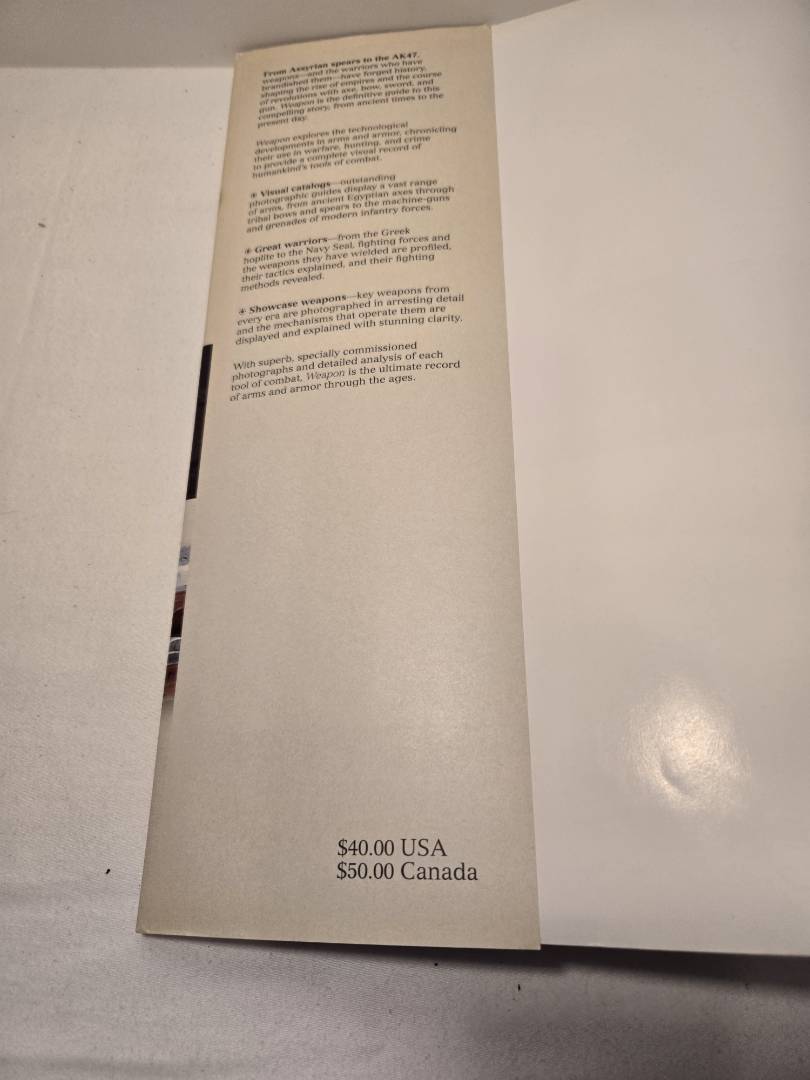 From Assyrian spears to the AK47,
weapons—and the warriors who have
brandished them—have forged history,
shaping the rise of empires and the course
of revolutions with axe, bow, sword, and
gun. Weapon is the definitive guide to this
compelling story, from ancient times to the
present day.
Weapon explores the technological
developments in arms and armor, chronicling
their use in warfare, hunting, and crime
to provide a complete visual record of
humankind's tools of combat.
Visual catalogs—outstanding
photographic guides display a vast range
of arms, from ancient Egyptian axes through
tribal bows and spears to the machine-guns
and grenades of modern infantry forces.
Great warriors—from the Greek
hoplite to the Navy Seal, fighting forces and
the weapons they have wielded are profiled,
their tactics explained, and their fighting
methods revealed.
Showcase weapons—key weapons from
every era are photographed in arresting detail
and the mechanisms that operate them are
displayed and explained with stunning clarity.
With superb, specially commissioned
photographs and detailed analysis of each
tool of combat, Weapon is the ultimate record
of arms and armor through the ages.
$40.00 USA
$50.00 Canada